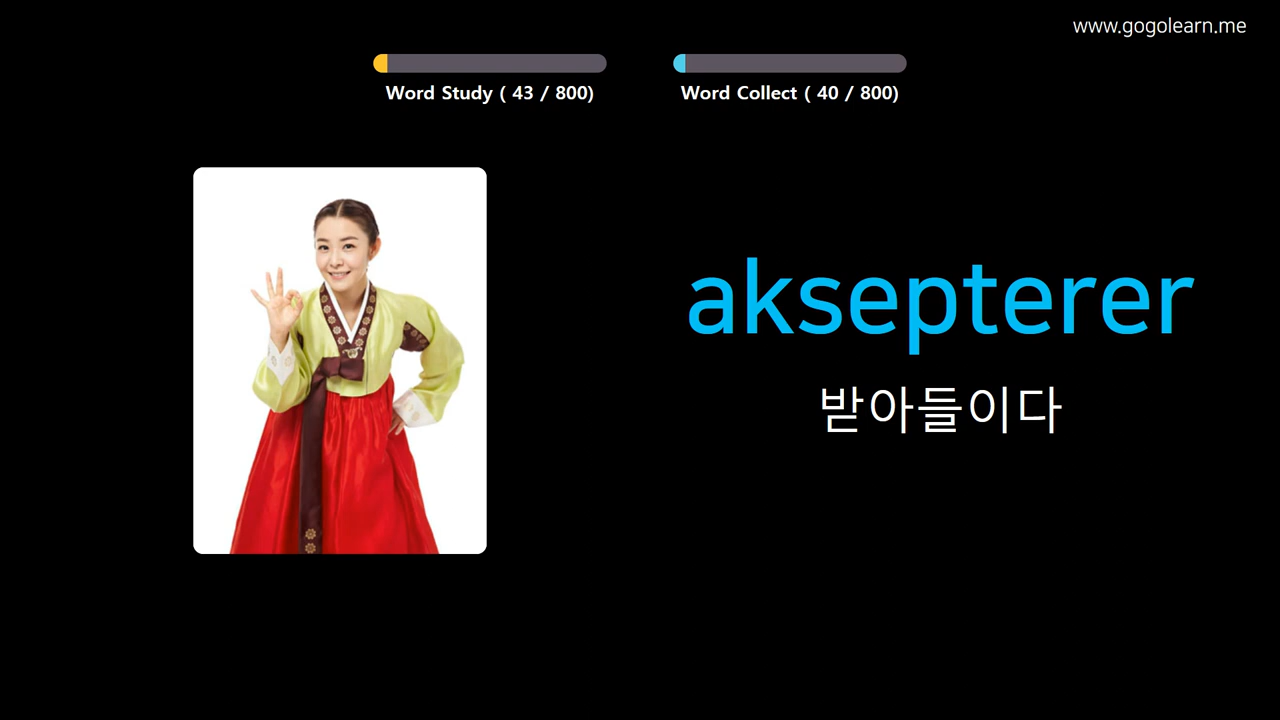 www.gogolearn.me
Word Study ( 43 / 800)
Word Collect ( 40 / 800)
aksepterer
받아들이다